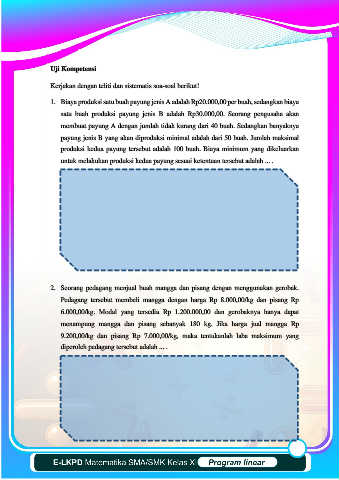 Uji Kompetensi
Kerjakan dengan teliti dan sistematis soa-soal berikut!
1. Biaya produksi satu buah payung jenis A adalah Rp20.000,00 per buah, sedangkan biaya
satu buah produksi payung jenis B adalah Rp30.000,00. Seorang pengusaha akan
membuat payung A dengan jumlah tidak kurang dari 40 buah. Sedangkan banyaknya
payung jenis B yang akan diproduksi minimal adalah dari 50 buah. Jumlah maksimal
produksi kedua payung tersebut adalah 100 buah. Biaya minimum yang dikeluarkan
untuk melakukan produksi kedua payung sesuai ketentuan tersebut adalah ... .
2. Seorang pedagang menjual buah mangga dan pisang dengan menggunakan gerobak.
Pedagang tersebut membeli mangga dengan harga Rp 8.000,00/kg dan pisang Rp
6.000,00/kg. Modal yang tersedia Rp 1.200.000,00 dan gerobaknya hanya dapat
menampung mangga dan pisang sebanyak 180 kg. Jika harga jual mangga Rp
9.200,00/kg dan pisang Rp 7.000,00/kg, maka tentukanlah laba maksimum yang
diperoleh pedagang tersebut adalah ... .
E-LKPD Matematika SMA/SMK Kelas X Program linear